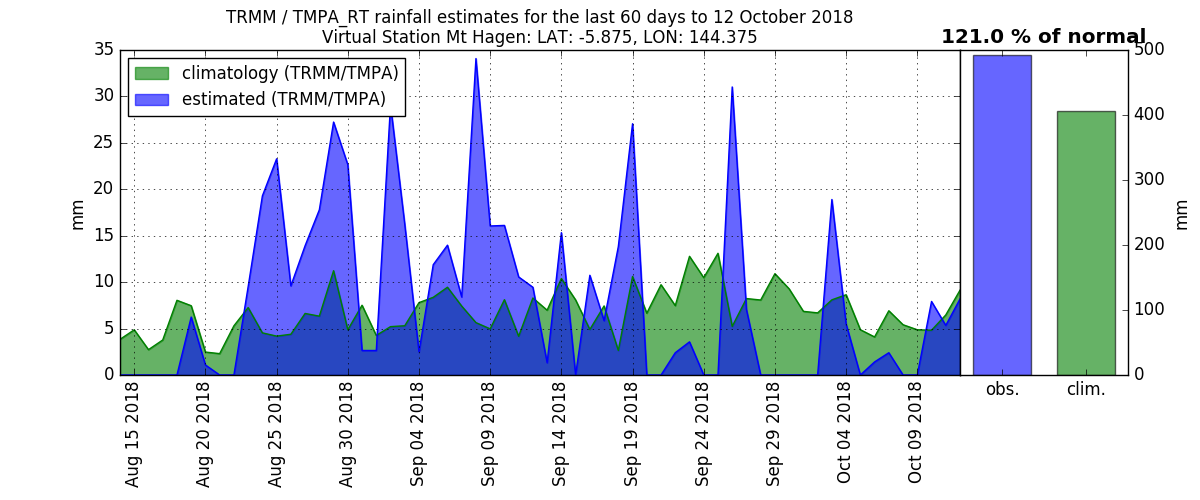 TRMM / TMPA_RT rainfall estimates for the last 60 days to 12 October 2018
Virtual Station Mt Hagen: LAT: -5.875, LON: 144.375
121.0 % of normal
climatology (TRMM/TMPA)
estimated (TRMM/TMPA)
35
30
25
20
15
10
5
0
mm
Aug 15 2018
Aug 20 2018
Aug 25 2018
Aug 30 2018
Sep 04 2018
Sep 09 2018
Sep 14 2018
Sep 19 2018
Sep 24 2018
Sep 29 2018
Oct 04 2018
Oct 09 2018
500
400
300
200
100
0
mm
obs.
clim.